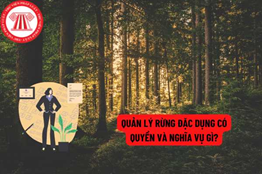 QUẢN LÝ RỪNG ĐẶC DỤNG CÓ
QUYỀN VÀ NGHĨA VỤ GÌ?